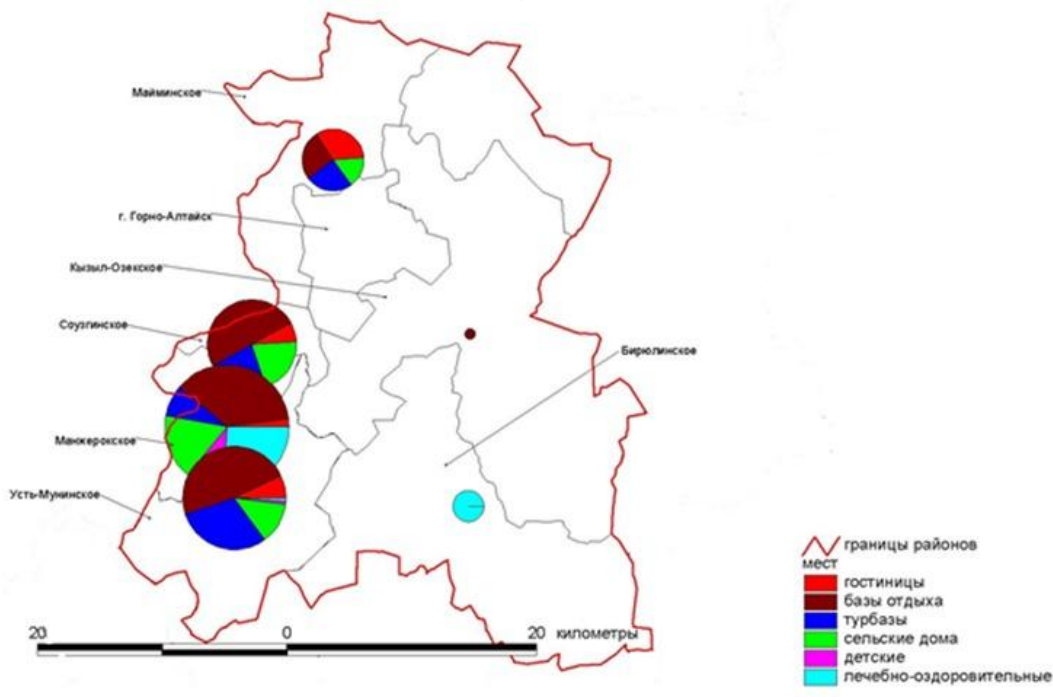 Майминское
г. Горно-Алтайск
Кызыл-Озекское
Соузгинское
Бирюлинское
Манжерокское
Усть-Мунинское
границы районов
мест
гостиницы
базы отдыха
турбазы
сельские дома
детские
лечебно-оздоровительные
20 0 20 километры